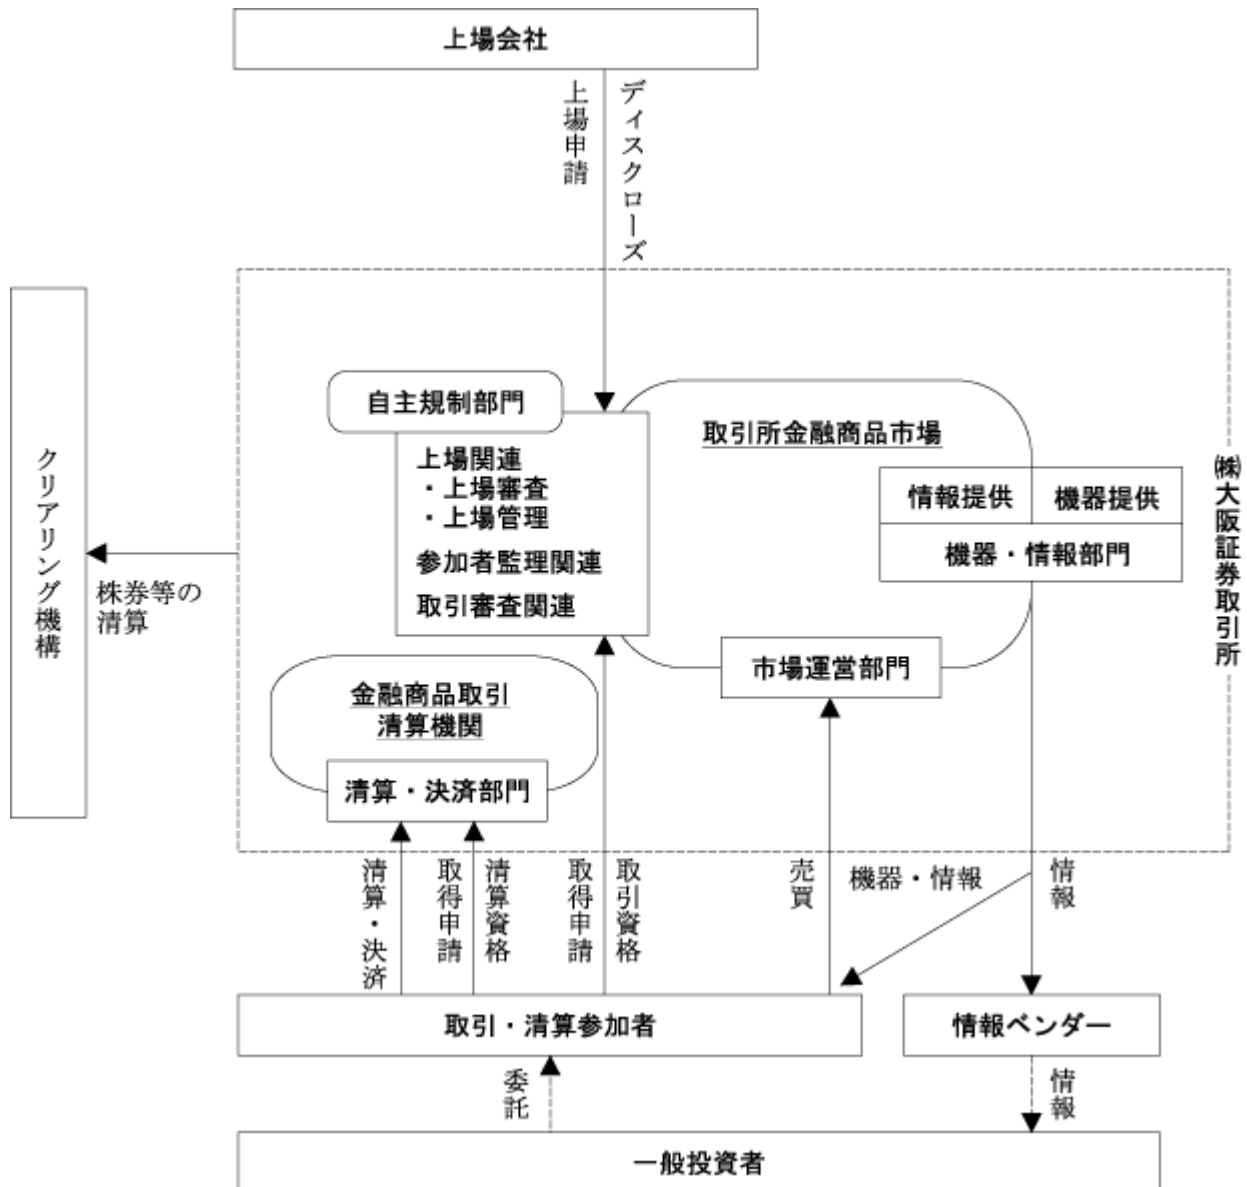 上場会社
上場申請
ディスクローズ
自主規制部門
上場関連
・上場審査
・上場管理
参加者監理関連
取引審査関連
取引所金融商品市場
情報提供
機器提供
機器・情報部門
市場運営部門
㈱大阪証券取引所
クリアリング機構
株券等の
清算
金融商品取引
清算機関
清算・決済部門
清算・決済
清算資格
取得申請
取引資格
取得申請
売買
機器・情報
情報
取引・清算参加者
情報ベンダー
委託
情報
一般投資者